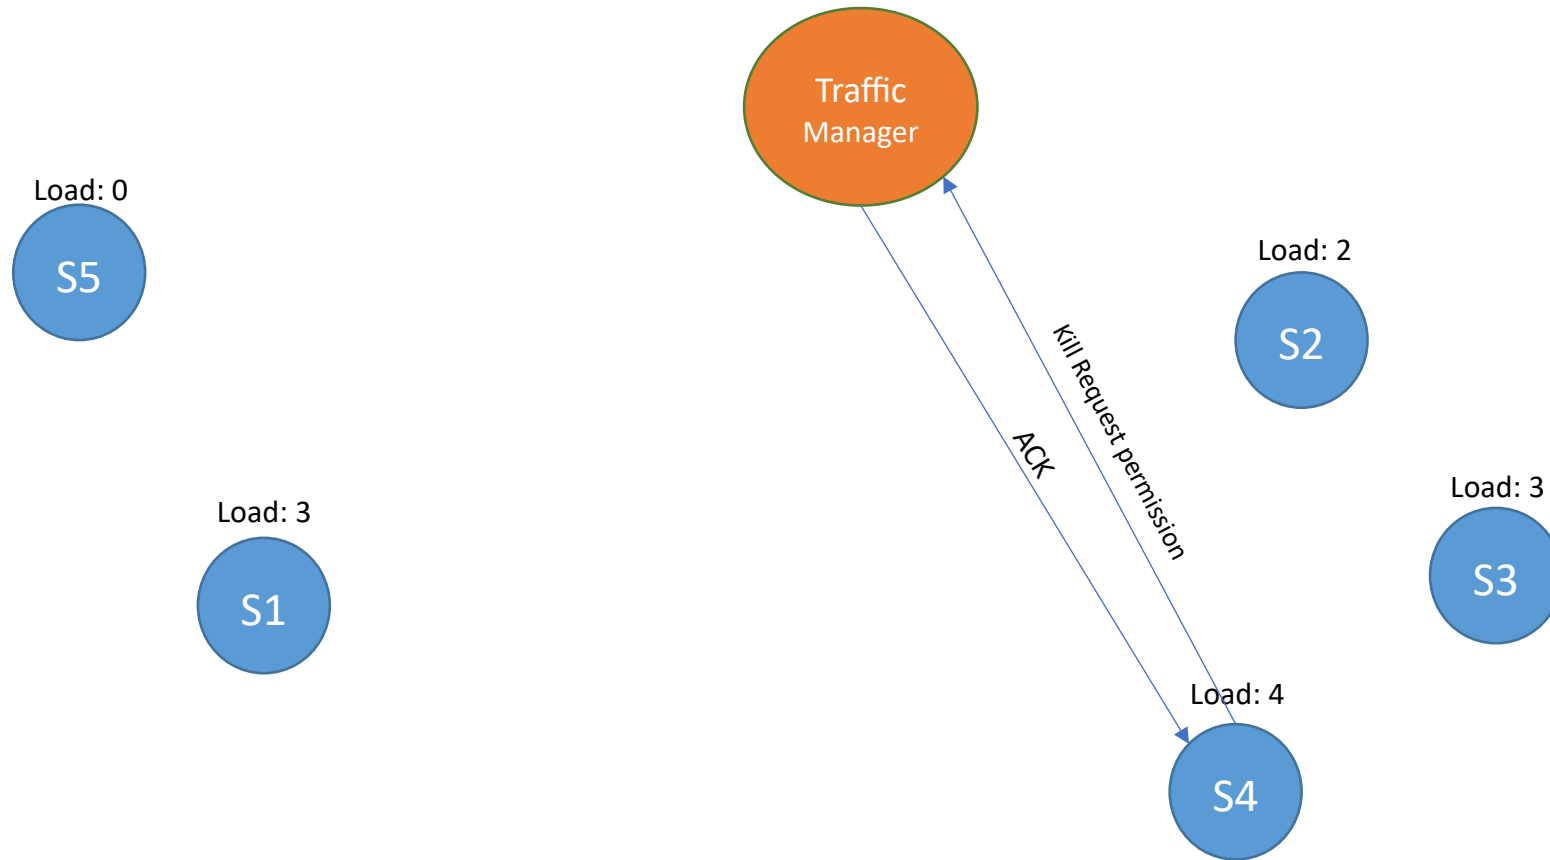 Traffic
Manager
Load: 0
S5
Load: 2
S2
Kill Request permission
ACK
Load: 3
S3
Load: 3
S1
Load: 4
S4